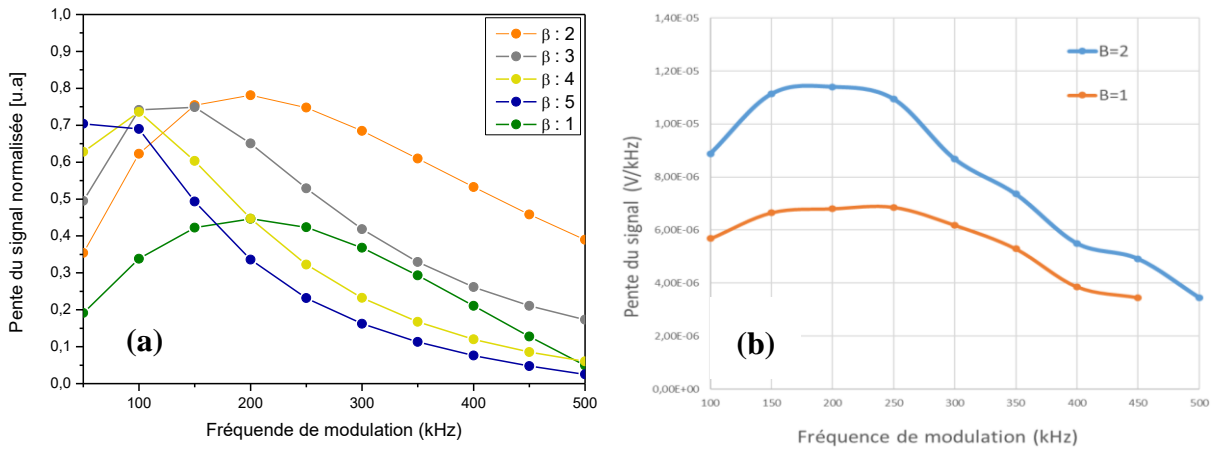 1,0
0,9
0,8
0,7
0,6
0,5
0,4
0,3
0,2
0,1
0,0
Pente du signal normalisée [u.a]
β : 2
β : 3
β : 4
β : 5
β : 1
(a)
100 200 300 400 500
Fréquende de modulation (kHz)
1,40E-05
1,20E-05
1,00E-05
8,00E-06
6,00E-06
4,00E-06
2,00E-06
0,00E+00
Pente du signal (V/kHz)
B=2
B=1
(b)
100 150 200 250 300 350 400 450 500
Fréquence de modulation (kHz)